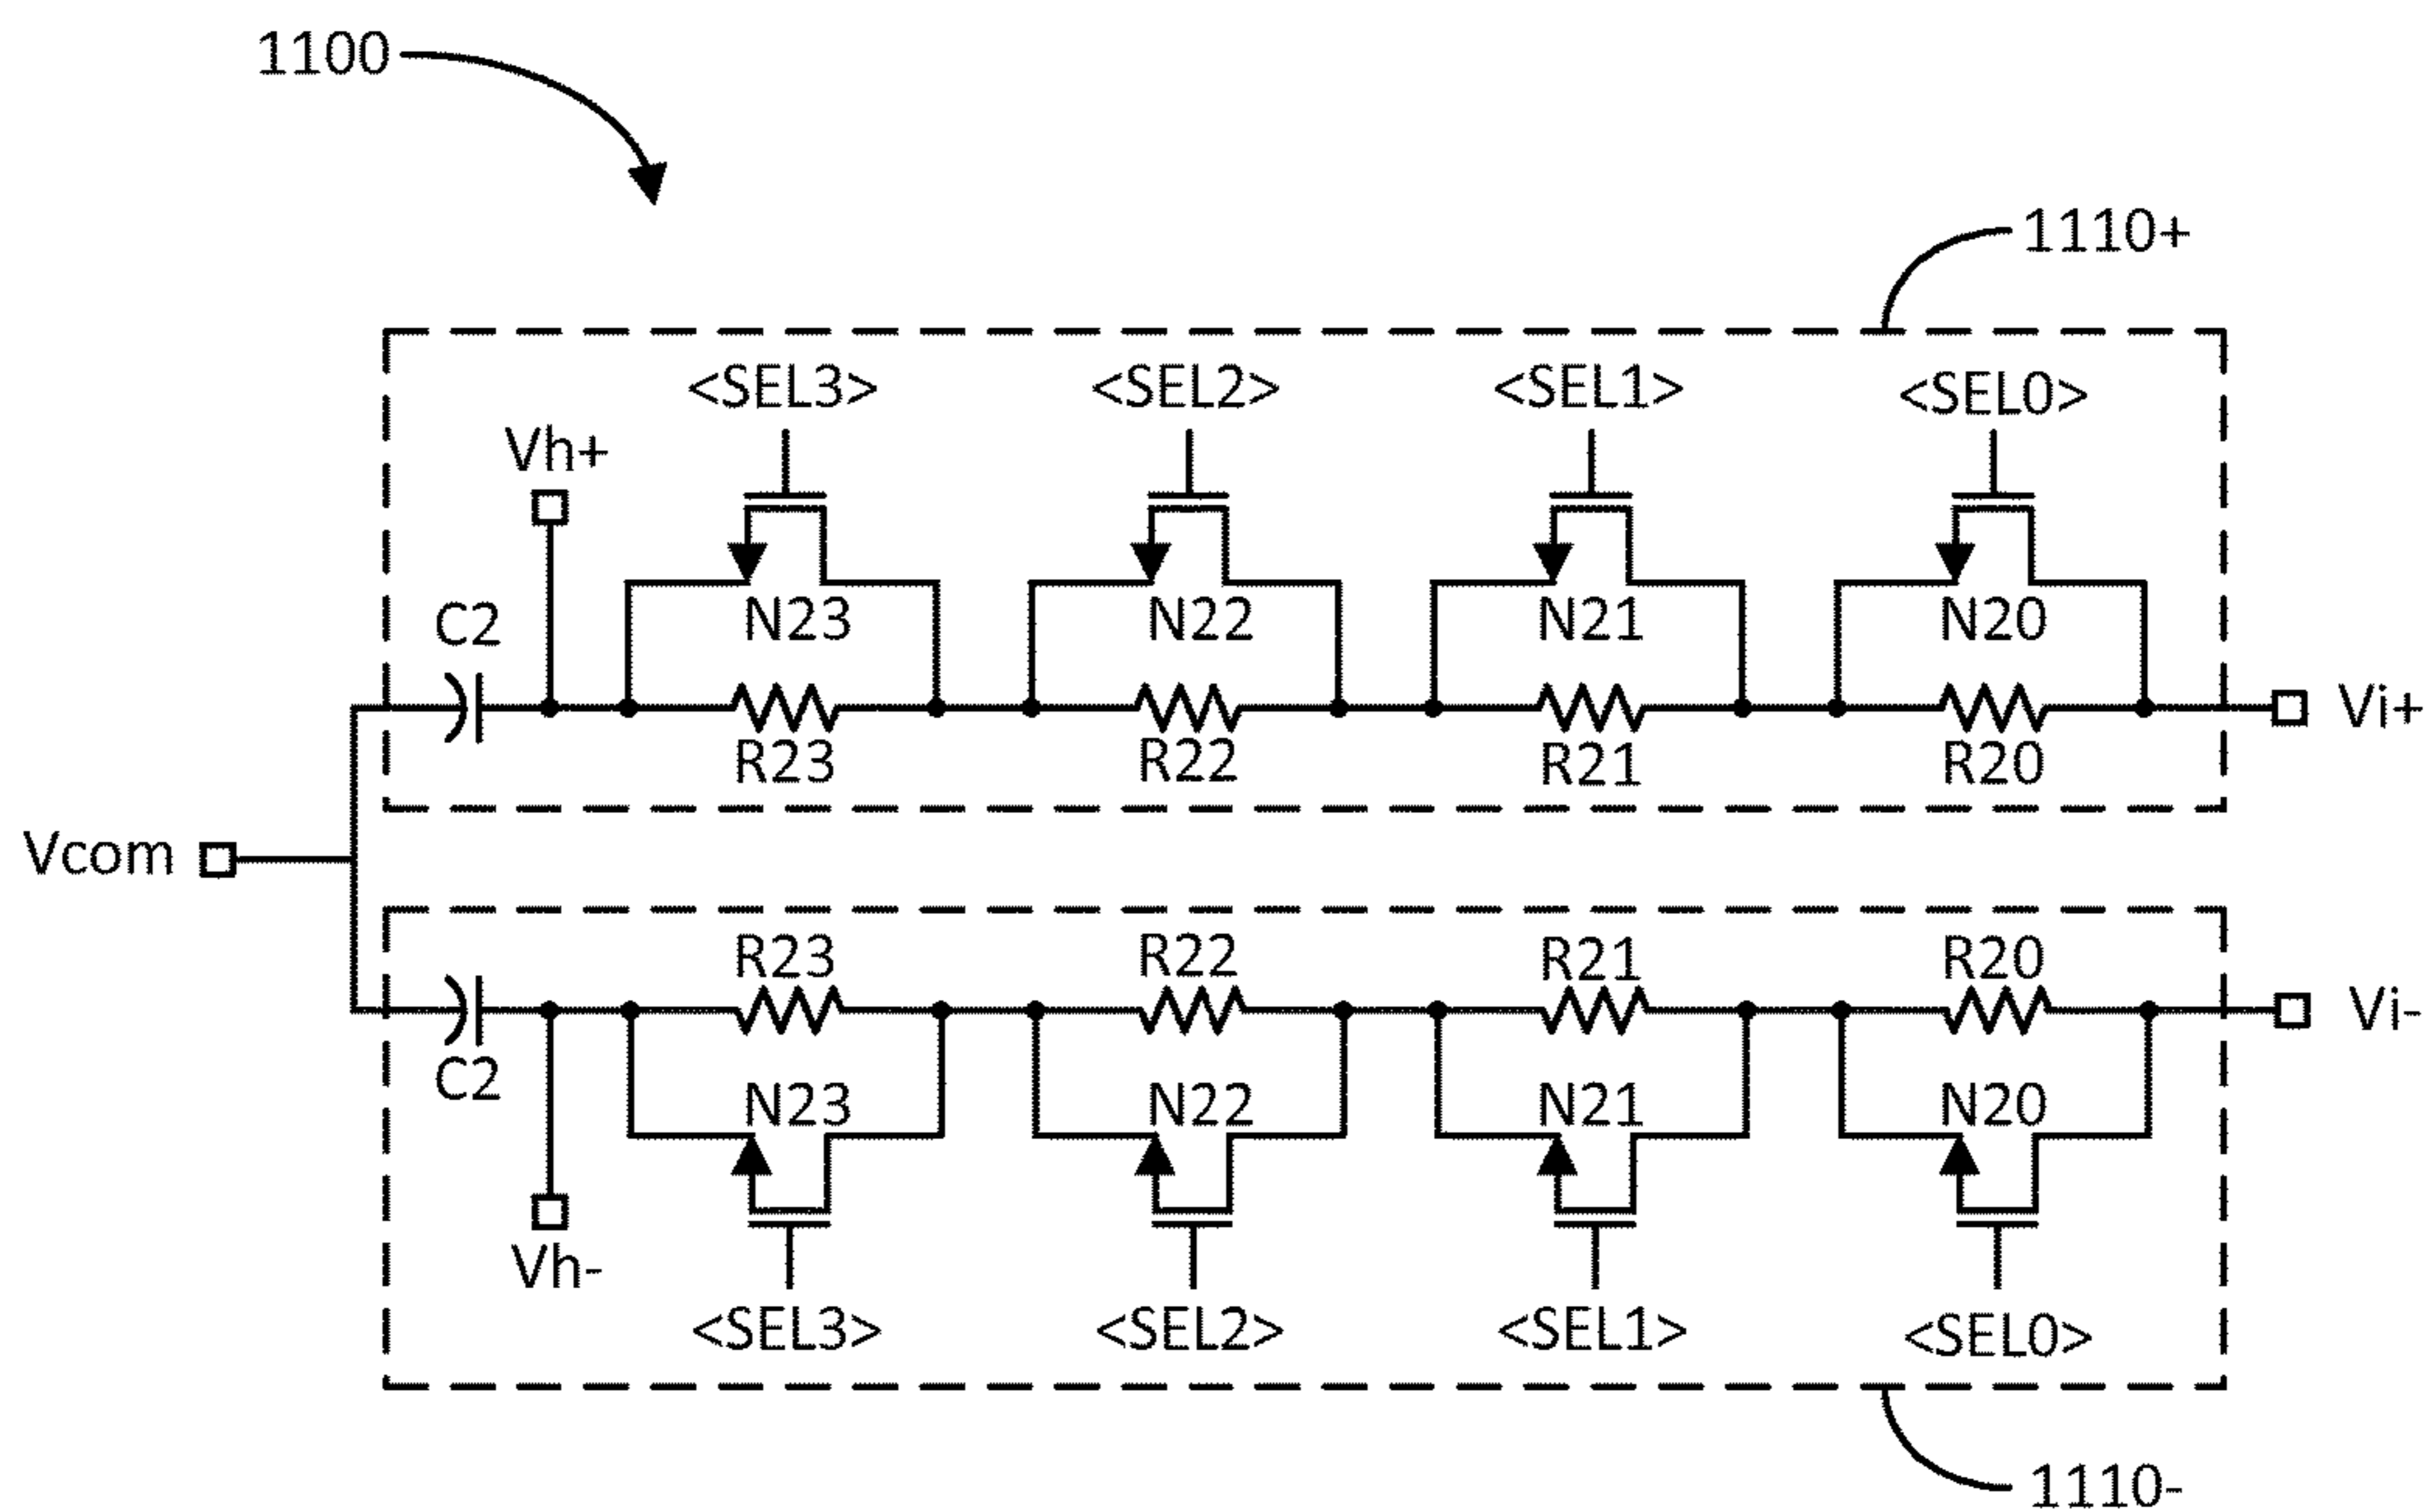 1100
1110+
<SEL3> <SEL2> <SEL1> <SEL0>
Vh+
C2 N23 N22 N21 N20
R23 R22 R21 R20
Vi+
Vcom
R23 R22 R21 R20
Vi-
C2 N23 N22 N21 N20
Vh-
<SEL3> <SEL2> <SEL1> <SEL0>
1110-